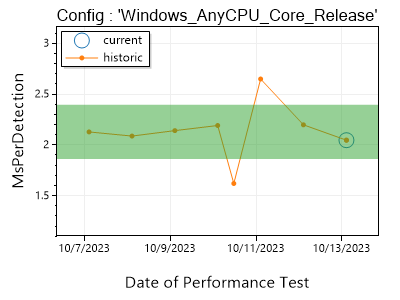 Config : 'Windows_AnyCPU_Core_Release'
current
historic
3
2.5
2
1.5
MsPerDetection
10/7/2023 10/9/2023 10/11/2023 10/13/2023
Date of Performance Test